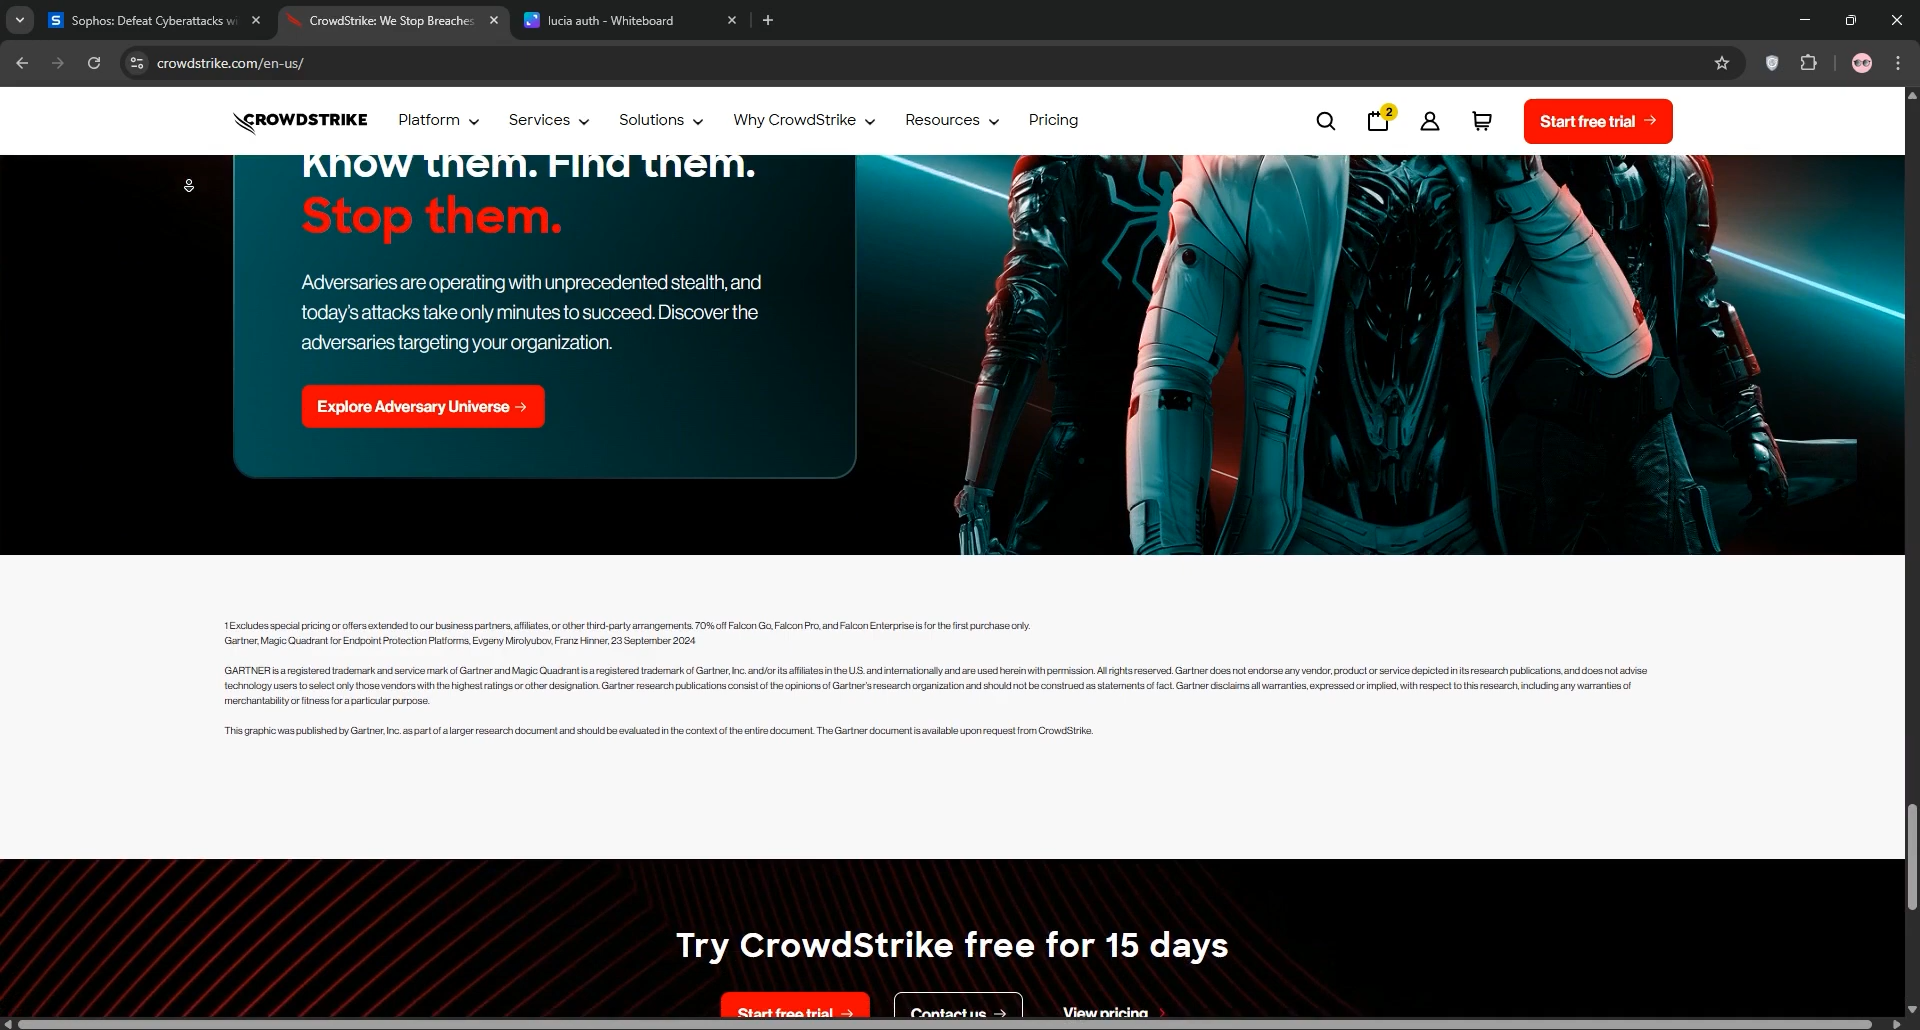 Sophos: Defeat Cyberattacks wi
CrowdStrike: We Stop Breaches
lucia auth - Whiteboard
crowdstrike.com/en-us/
CROWDSTRIKE
Platform
Services
Solutions
Why CrowdStrike
Resources
Pricing
2
Start free trial →
Know them. Find them.
Stop them.
Adversaries are operating with unprecedented stealth, and
today's attacks take only minutes to succeed. Discover the
adversaries targeting your organization.
Explore Adversary Universe →
1 Excludes special pricing or offers extended to our business partners, affiliates, or other third-party arrangements. 70% off Falcon Go, Falcon Pro, and Falcon Enterprise is for the first purchase only.
Gartner, Magic Quadrant for Endpoint Protection Platforms, Evgeny Mirolyubov, Franz Hinner, 23 September 2024
GARTNER is a registered trademark and service mark of Gartner and Magic Quadrant is a registered trademark of Gartner, Inc. and/or its affiliates in the U.S. and internationally and are used herein with permission. All rights reserved. Gartner does not endorse any vendor, product or service depicted in its research publications, and does not advise
technology users to select only those vendors with the highest ratings or other designation. Gartner research publications consist of the opinions of Gartner's research organization and should not be construed as statements of fact. Gartner disclaims all warranties, expressed or implied, with respect to this research, including any warranties of
merchantability or fitness for a particular purpose.
This graphic was published by Gartner, Inc. as part of a larger research document and should be evaluated in the context of the entire document. The Gartner document is available upon request from CrowdStrike.
Try CrowdStrike free for 15 days
Start free trial →
Contact us →
View pricing